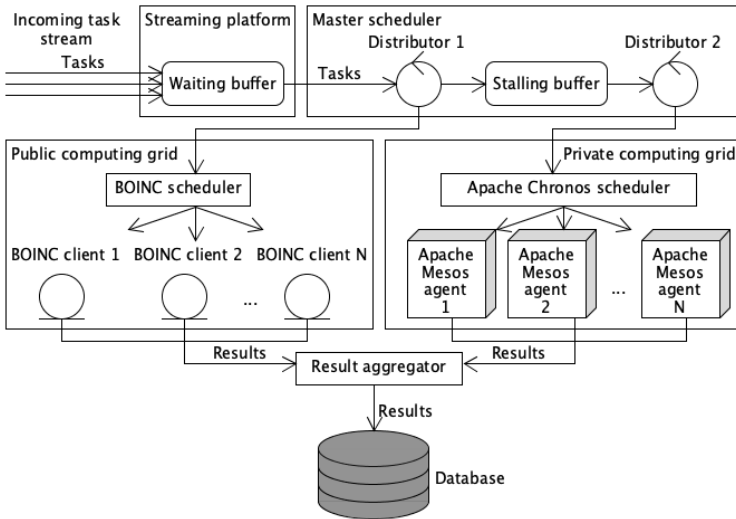 Incoming task
stream
Tasks
Streaming platform
Waiting buffer
Tasks
Master scheduler
Distributor 1
Stalling buffer
Distributor 2
Public computing grid
BOINC scheduler
BOINC client 1
BOINC client 2
...
BOINC client N
Private computing grid
Apache Chronos scheduler
Apache
Mesos
agent
1
Apache
Mesos
agent
2
...
Apache
Mesos
agent
N
Results
Results
Result aggregator
Results
Database